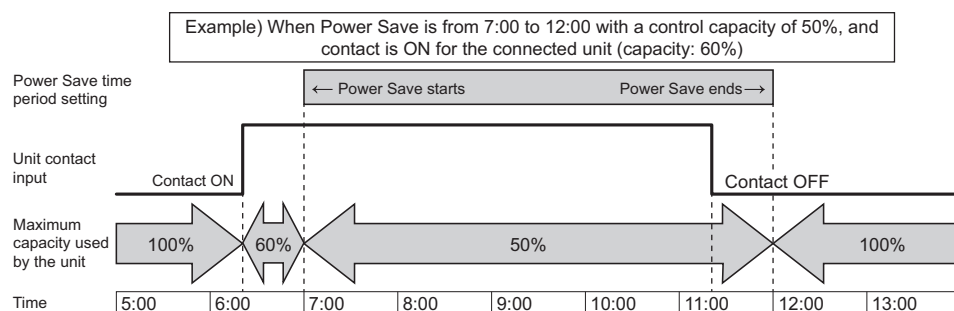 Example) When Power Save is from 7:00 to 12:00 with a control capacity of 50%, and
contact is ON for the connected unit (capacity: 60%)
Power Save time
period setting
← Power Save starts
Power Save ends→
Unit contact
input
Contact ON
Contact OFF
Maximum
capacity used
by the unit
100%
60%
50%
100%
Time
5:00
6:00
7:00
8:00
9:00
10:00
11:00
12:00
13:00